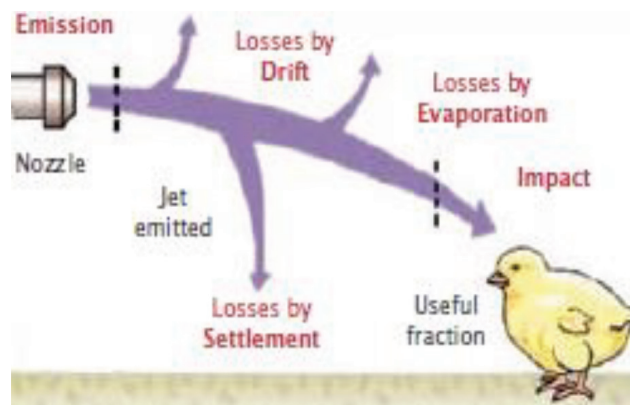 Emission
Losses by
Drift
Losses by
Evaporation
Nozzle
Impact
Jet
emitted
Losses by
Settlement
Useful
fraction